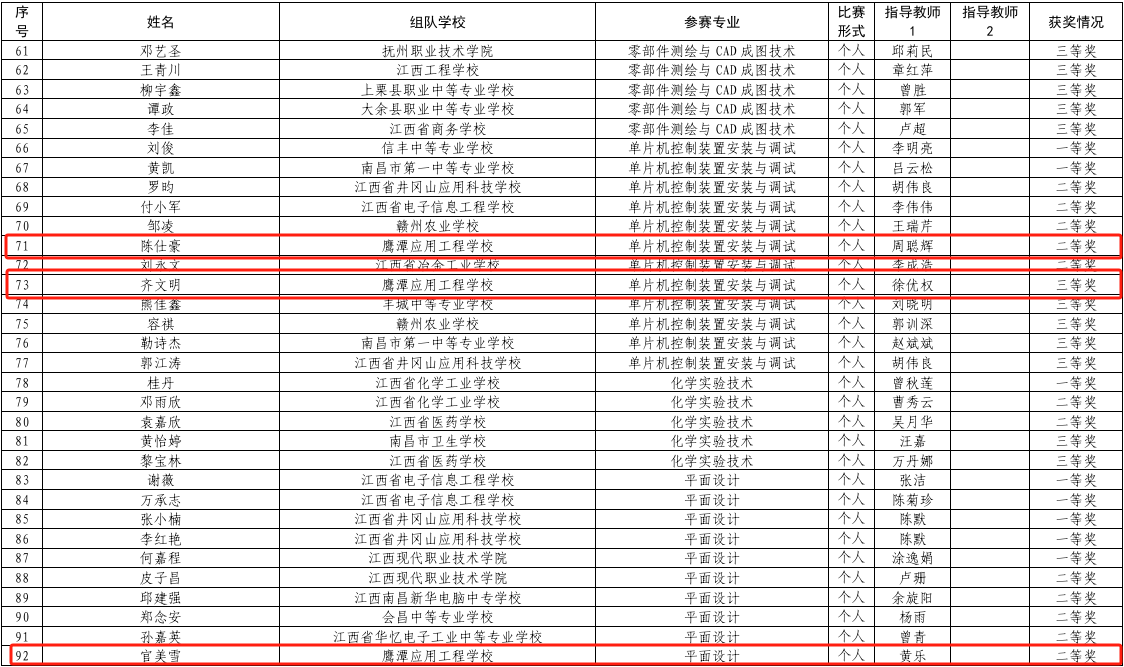 序号 姓名 组队学校 参赛专业 比赛形式 指导教师1 指导教师2 获奖情况
61 邓艺圣 抚州职业技术学院 零部件测绘与CAD成图技术 个人 邱莉民 三等奖
62 王青川 江西工程学校 零部件测绘与CAD成图技术 个人 章红萍 三等奖
63 柳宇鑫 上栗县职业中等专业学校 零部件测绘与CAD成图技术 个人 曾胜 三等奖
64 谭政 大余县职业中等专业学校 零部件测绘与CAD成图技术 个人 郭军 三等奖
65 李佳 江西省商务学校 零部件测绘与CAD成图技术 个人 卢超 三等奖
66 刘俊 信丰中等专业学校 单片机控制装置安装与调试 个人 李明亮 一等奖
67 黄凯 南昌市第一中等专业学校 单片机控制装置安装与调试 个人 吕云松 一等奖
68 罗昀 江西省井冈山应用科技学校 单片机控制装置安装与调试 个人 胡伟良 二等奖
69 付小军 江西省电子信息工程学校 单片机控制装置安装与调试 个人 李伟伟 二等奖
70 邹凌 赣州农业学校 单片机控制装置安装与调试 个人 王瑞芹 二等奖
71 陈仕豪 鹰潭应用工程学校 单片机控制装置安装与调试 个人 周聪辉 二等奖
72 刘永文 江西省冶金工业学校 单片机控制装置安装与调试 个人 李成浩 二等奖
73 齐文明 鹰潭应用工程学校 单片机控制装置安装与调试 个人 徐优权 三等奖
74 熊佳鑫 丰城中等专业学校 单片机控制装置安装与调试 个人 刘晓明 三等奖
75 容祺 赣州农业学校 单片机控制装置安装与调试 个人 郭训深 三等奖
76 勒诗杰 南昌市第一中等专业学校 单片机控制装置安装与调试 个人 赵斌斌 三等奖
77 郭江涛 江西省井冈山应用科技学校 单片机控制装置安装与调试 个人 胡伟良 三等奖
78 桂丹 江西省化学工业学校 化学实验技术 个人 曾秋莲 一等奖
79 邓雨欣 江西省化学工业学校 化学实验技术 个人 曹秀云 二等奖
80 袁嘉欣 江西省医药学校 化学实验技术 个人 吴月华 二等奖
81 黄怡婷 南昌市卫生学校 化学实验技术 个人 汪嘉 三等奖
82 黎宝林 江西省医药学校 化学实验技术 个人 万丹娜 三等奖
83 谢薇 江西省电子信息工程学校 平面设计 个人 张洁 一等奖
84 万承志 江西省电子信息工程学校 平面设计 个人 陈菊珍 一等奖
85 张小楠 江西省井冈山应用科技学校 平面设计 个人 陈默 一等奖
86 李红艳 江西省井冈山应用科技学校 平面设计 个人 陈默 一等奖
87 何嘉程 江西现代职业技术学院 平面设计 个人 涂逸娟 一等奖
88 皮子昌 江西现代职业技术学院 平面设计 个人 卢珊 二等奖
89 邱建强 江西南昌新华电脑中专学校 平面设计 个人 余旋阳 二等奖
90 郑念安 会昌中等专业学校 平面设计 个人 杨雨 二等奖
91 孙嘉英 江西省华忆电子工业中等专业学校 平面设计 个人 曾青 二等奖
92 官美雪 鹰潭应用工程学校 平面设计 个人 黄乐 二等奖